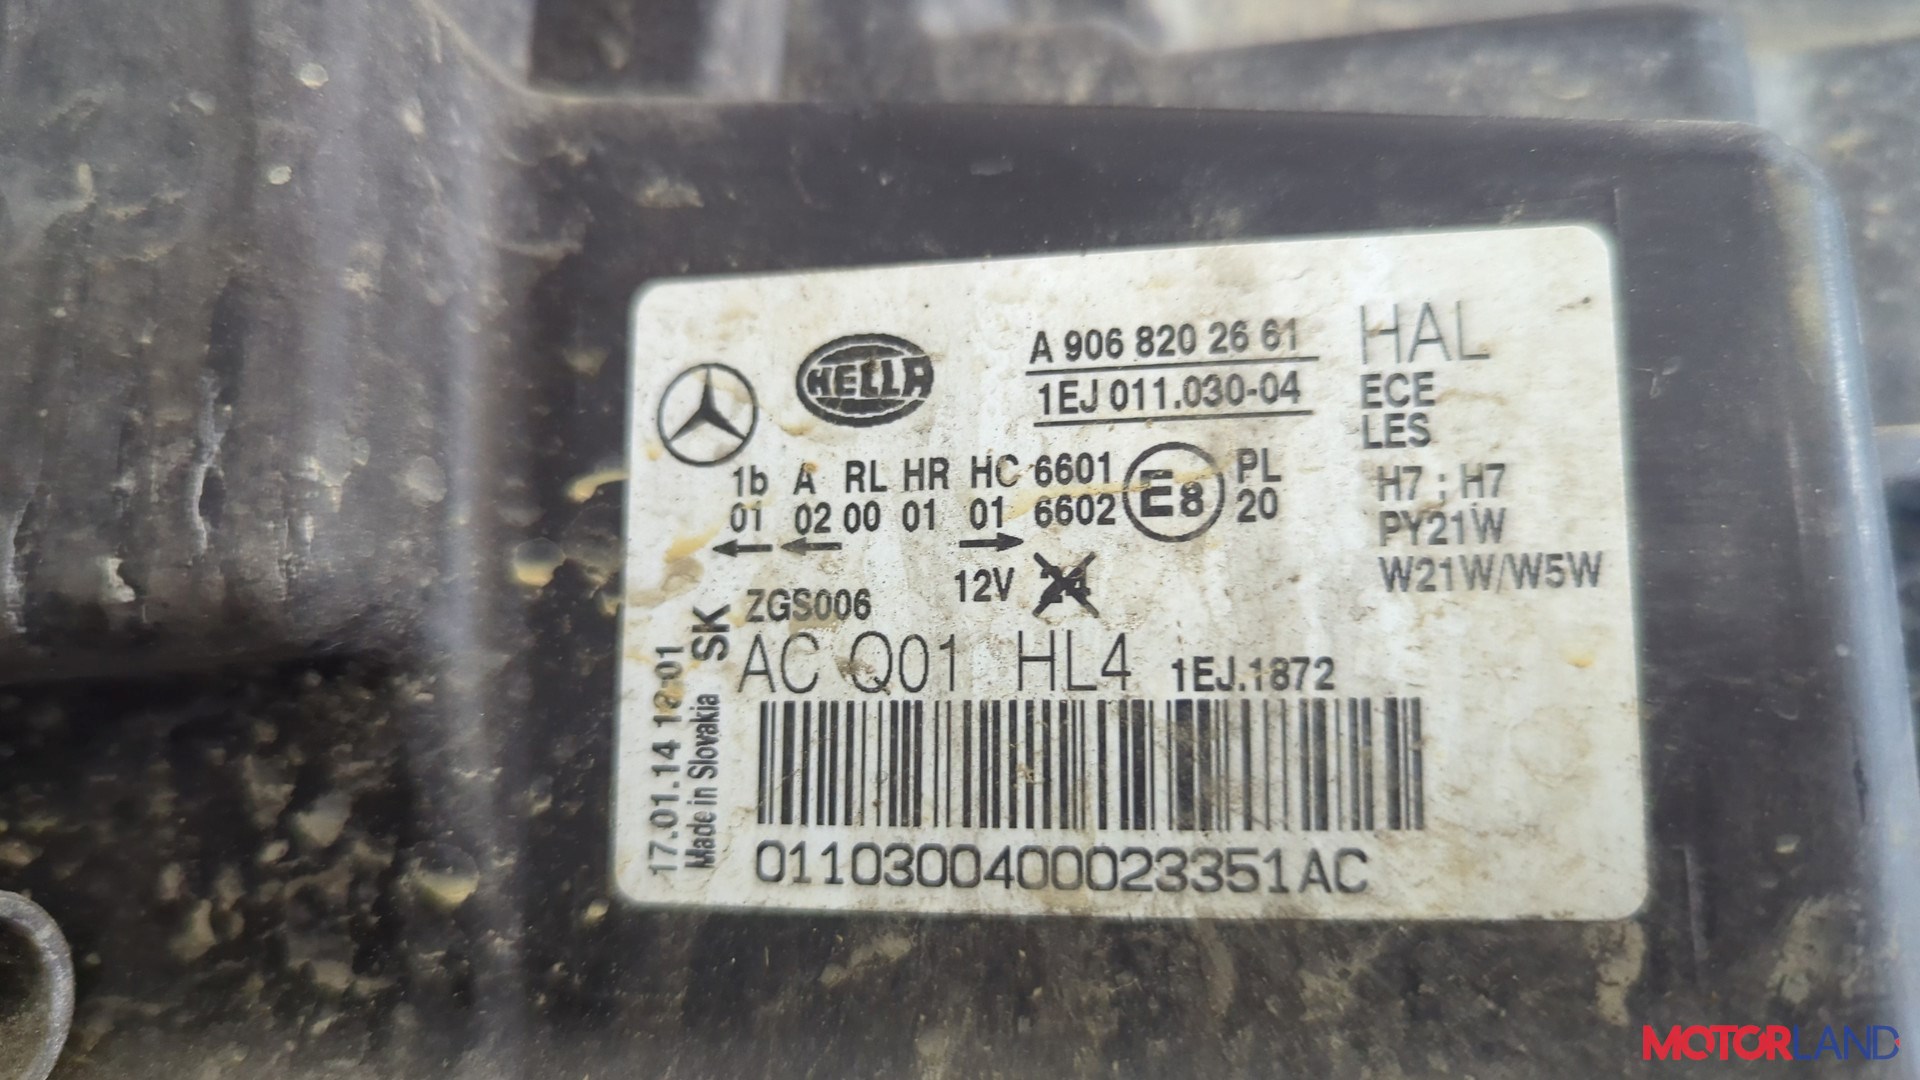 HELLA
A 906 820 26 61
1EJ 011.030-04
HAL
ECE
LES
1b A RL HR HC 6601 E8 PL
01 02 00 01 01 6602 20
H7 ; H7
PY21W
W21W/W5W
12V 24
ZGS006
SK
AC Q01 HL4 1EJ.1872
17.01.14
Made in Slovakia
0110300400023351AC
MOTORLAND